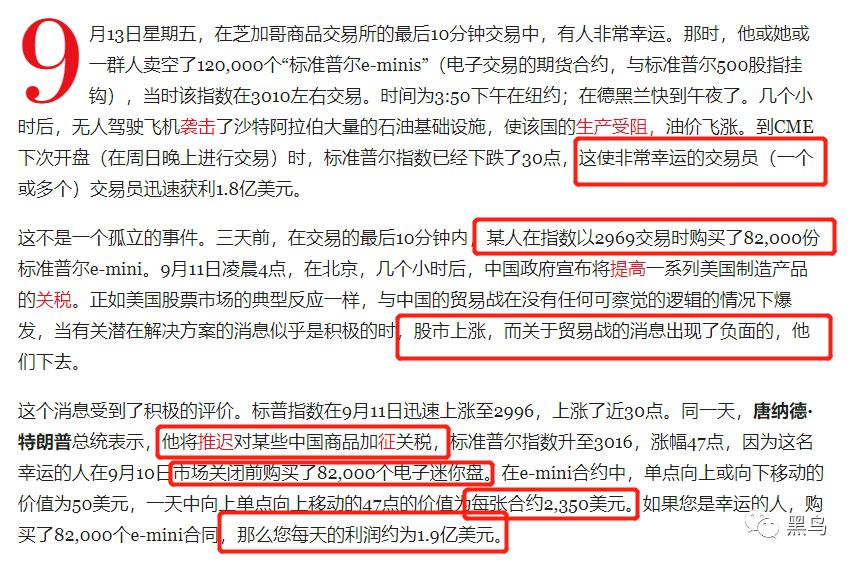 9月13日星期五，在芝加哥商品交易所的最后10分钟交易中，有人非常幸运。那时，他或她或
一群人卖空了120,000个“标准普尔e-minis”（电子交易的期货合约，与标准普尔500股指挂
钩），当时该指数在3010左右交易。时间为3:50下午在纽约；在德黑兰快到午夜了。几个小
时后，无人驾驶飞机袭击了沙特阿拉伯大量的石油基础设施，使该国的生产受阻，油价飞涨。到CME
下次开盘（在周日晚上进行交易）时，标准普尔指数已经下跌了30点，这使非常幸运的交易员（一个
或多个）交易员迅速获利1.8亿美元。
这不是一个孤立的事件。三天前，在交易的最后10分钟内，某人在指数以2969交易时购买了82,000份
标准普尔e-mini。9月11日凌晨4点，在北京，几个小时后，中国政府宣布将提高一系列美国制造产品
的关税。正如美国股票市场的典型反应一样，与中国的贸易战在没有任何可察觉的逻辑的情况下爆
发，当有关潜在解决方案的消息似乎是积极的时，股市上涨，而关于贸易战的消息出现了负面的，他
们下去。
这个消息受到了积极的评价。标普指数在9月11日迅速上涨至2996，上涨了近30点。同一天，唐纳德·
特朗普总统表示，他将推迟对某些中国商品加征关税，标准普尔指数升至3016，涨幅47点，因为这名
幸运的人在9月10日市场关闭前购买了82,000个电子迷你盘。在e-mini合约中，单点向上或向下移动的
价值为50美元，一天中向上单点向上移动的47点的价值为每张合约2,350美元。如果您是幸运的人，购
买了82,000个e-mini合同，那么您每天的利润约为1.9亿美元。
黑鸟